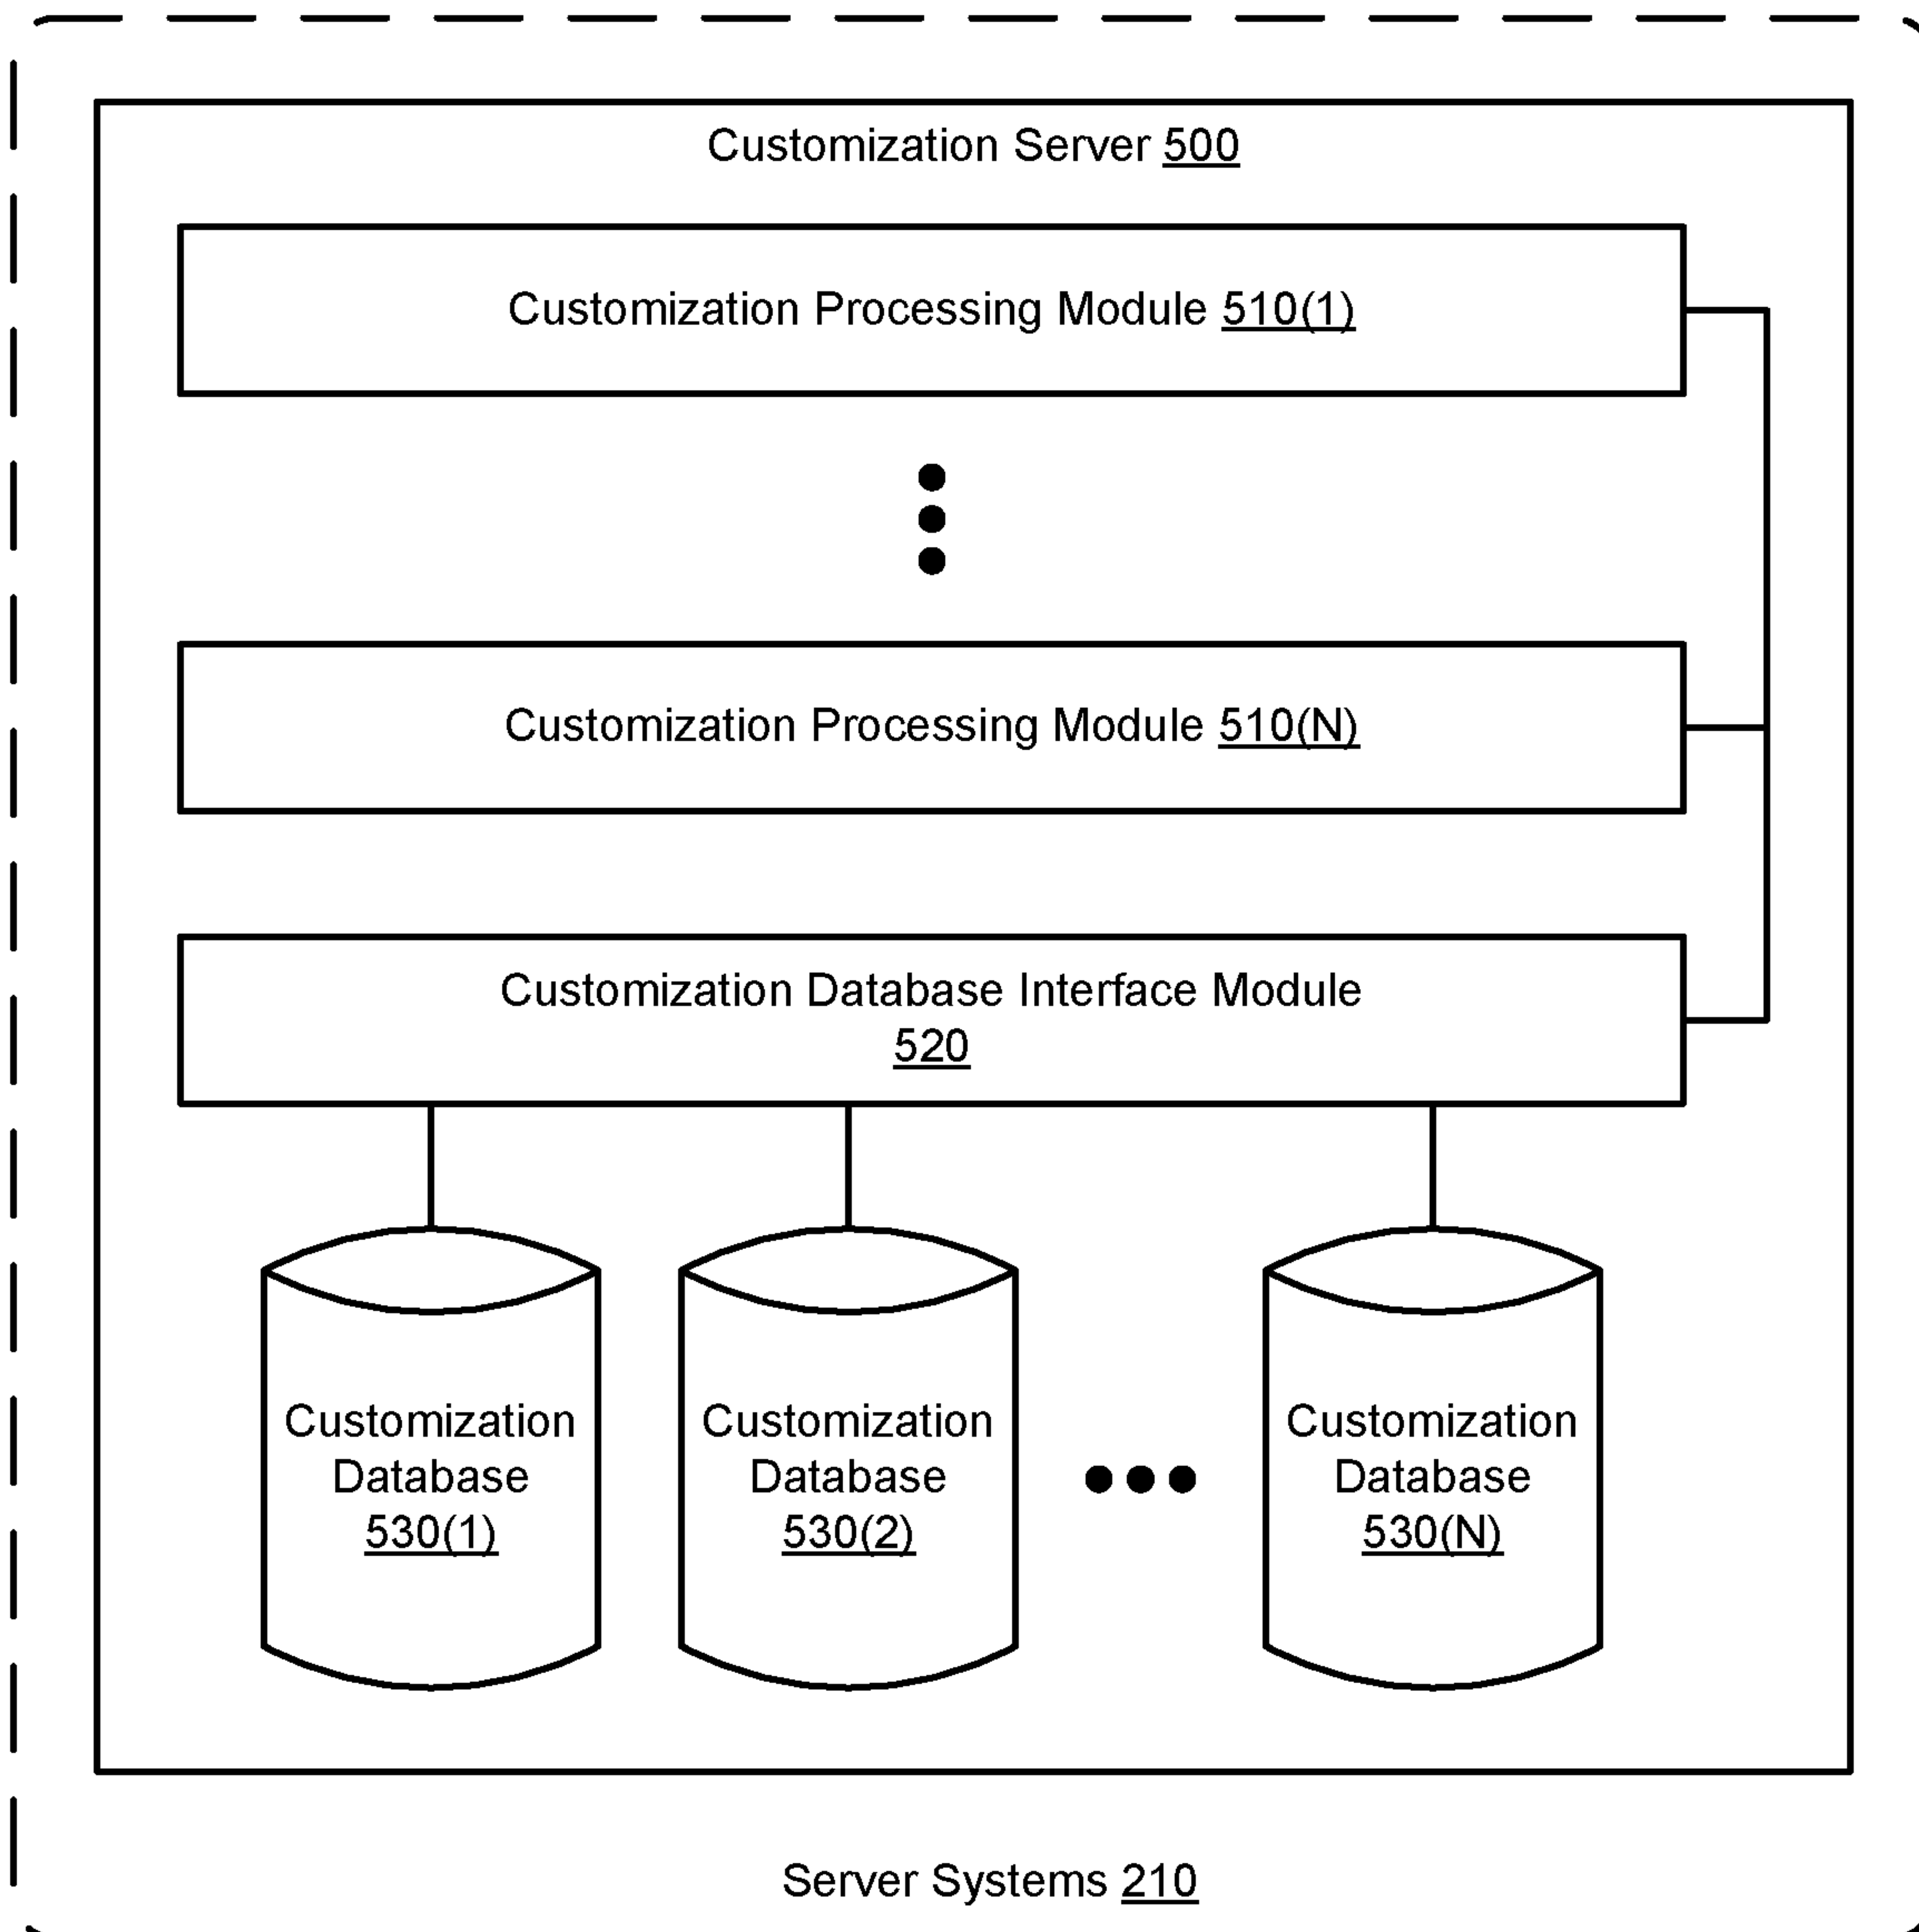 Customization Server 500
Customization Processing Module 510(1)
Customization Processing Module 510(N)
Customization Database Interface Module
520
Customization
Database
530(1)
Customization
Database
530(2)
Customization
Database
530(N)
Server Systems 210